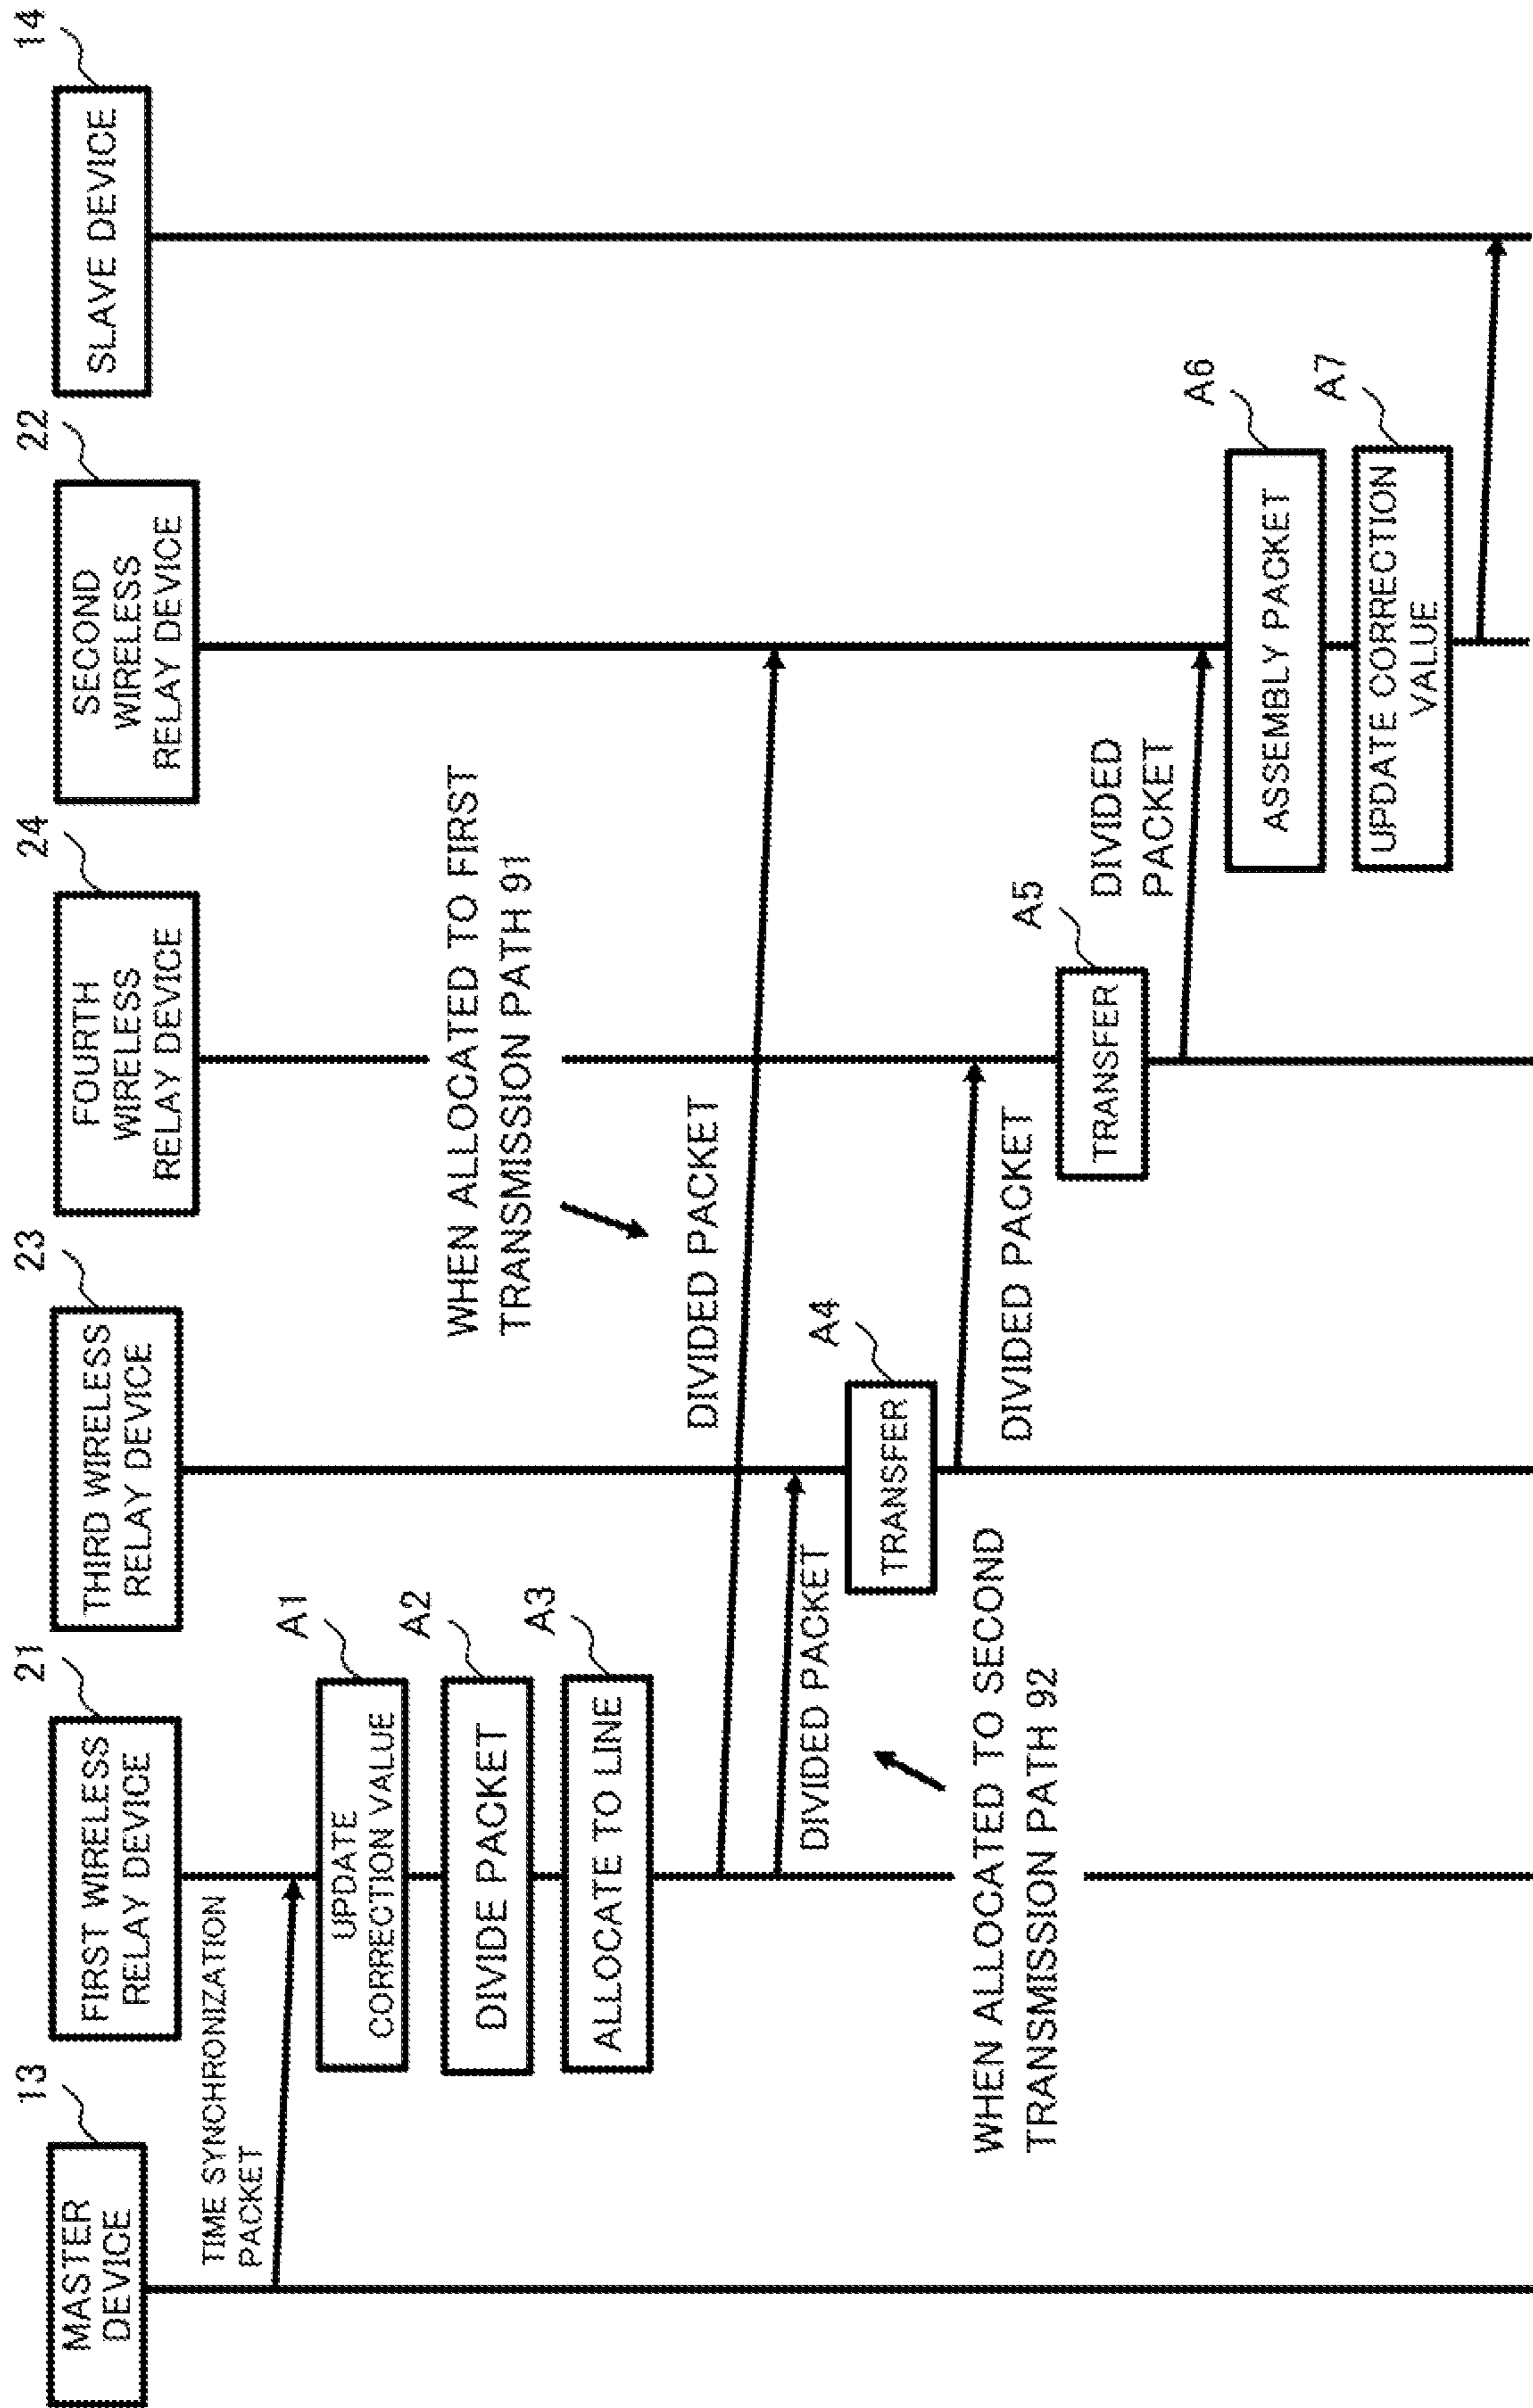 13
MASTER
DEVICE
21
FIRST WIRELESS
RELAY DEVICE
23
THIRD WIRELESS
RELAY DEVICE
24
FOURTH
WIRELESS
RELAY DEVICE
22
SECOND
WIRELESS
RELAY DEVICE
14
SLAVE DEVICE
TIME SYNCHRONIZATION
PACKET
A1
UPDATE
CORRECTION VALUE
A2
DIVIDE PACKET
A3
ALLOCATE TO LINE
WHEN ALLOCATED TO FIRST
TRANSMISSION PATH 91
DIVIDED PACKET
DIVIDED PACKET
A4
TRANSFER
WHEN ALLOCATED TO SECOND
TRANSMISSION PATH 92
DIVIDED PACKET
A5
TRANSFER
DIVIDED
PACKET
A6
ASSEMBLY PACKET
A7
UPDATE CORRECTION
VALUE